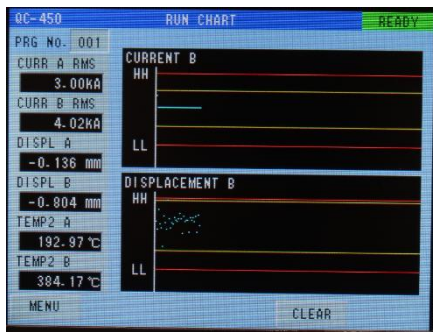 QC-450 RUN CHART READY
PRG NO. 001
CURR A RMS
3.00KA
CURR B RMS
4.02KA
DISPL A
-0.136 mm
DISPL B
-0.804 mm
TEMP2 A
192.97 ℃
TEMP2 B
384.17 ℃
MENU
CURRENT B
HH
LL
DISPLACEMENT B
HH
LL
CLEAR